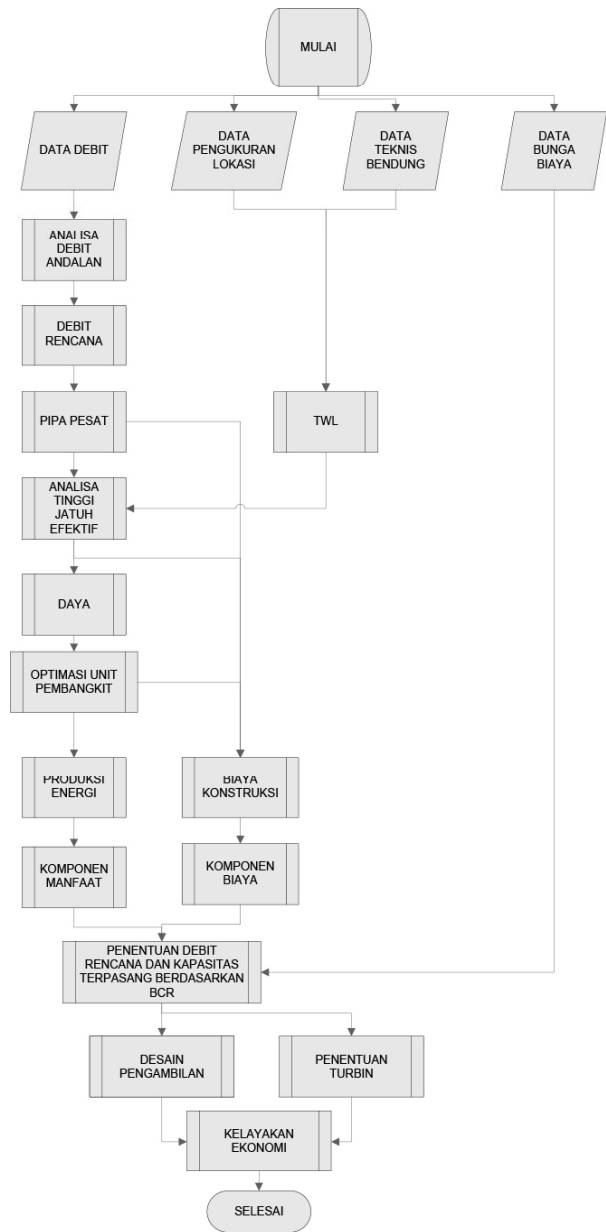 MULAI
DATA DEBIT
DATA
PENGUKURAN
LOKASI
DATA
TEKNIS
BENDUNG
DATA
BUNGA
BIAYA
ANALISA
DEBIT
ANDALAN
DEBIT
RENCANA
PIPA PESAT
TWL
ANALISA
TINGGI
JATUH
EFEKTIF
DAYA
OPTIMASI UNIT
PEMBANGKIT
PRODUKSI
ENERGI
BIAYA
KONSTRUKSI
KOMPONEN
MANFAAT
KOMPONEN
BIAYA
PENENTUAN DEBIT
RENCANA DAN KAPASITAS
TERPASANG BERDASARKAN
BCR
DESAIN
PENGAMBILAN
PENENTUAN
TURBIN
KELAYAKAN
EKONOMI
SELESAI